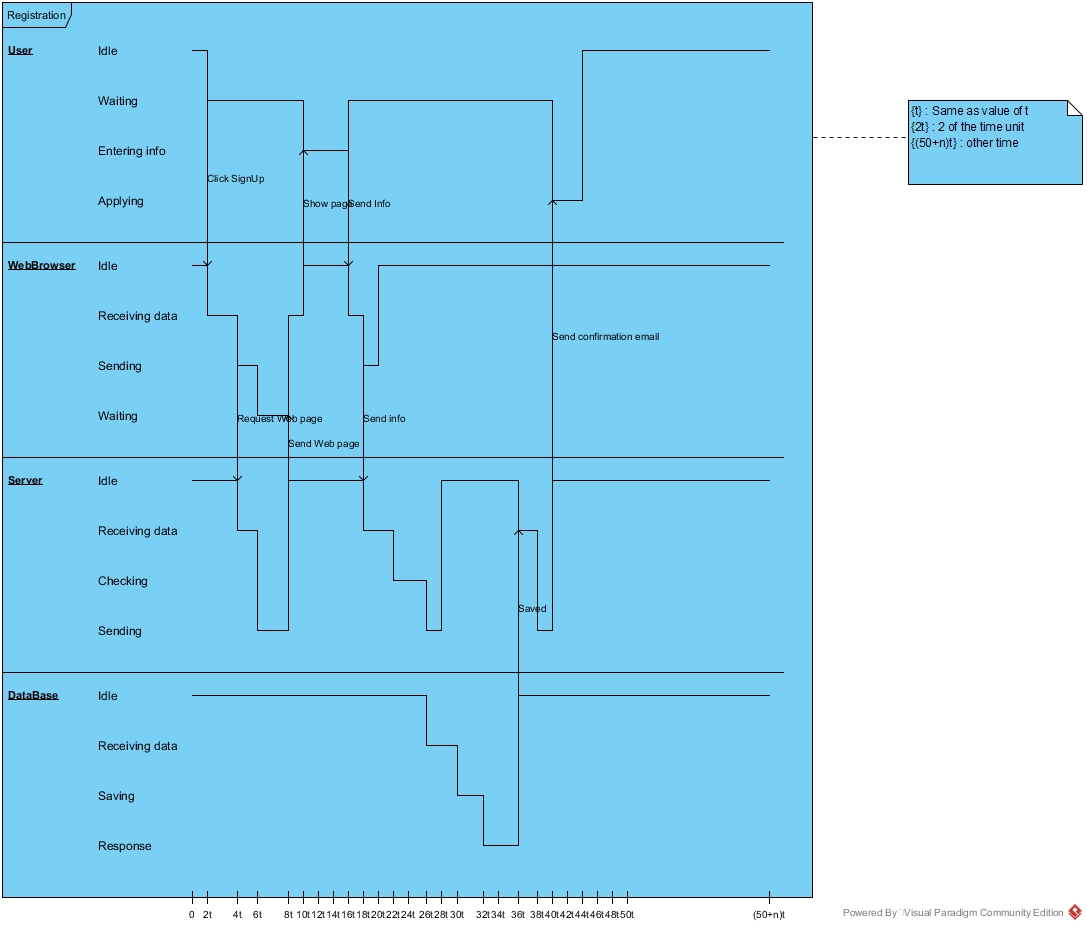 Registration
User
Idle
Waiting
Entering info
Applying
Click SignUp
Show page
Send Info
{t} : Same as value of t
{2t} : 2 of the time unit
{(50+n)t} : other time
WebBrowser
Idle
Receiving data
Sending
Waiting
Send confirmation email
Request Web page
Send info
Send Web page
Server
Idle
Receiving data
Checking
Sending
Saved
DataBase
Idle
Receiving data
Saving
Response
0 2t 4t 6t 8t 10t 12t 14t 16t 18t 20t 22t 24t 26t 28t 30t 32t 34t 36t 38t 40t 42t 44t 46t 48t 50t (50+n)t
Powered By Visual Paradigm Community Edition